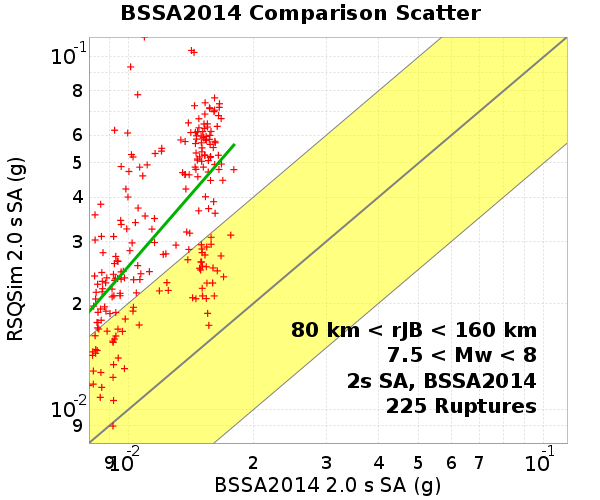 BSSA2014 Comparison Scatter
RSQSim 2.0 s SA (g)
10-1
8
6
5
4
3
2
10-2
9
80 km < rJB < 160 km
7.5 < Mw < 8
2s SA, BSSA2014
225 Ruptures
9 10-2 2 3 4 5 6 7 10-1
BSSA2014 2.0 s SA (g)